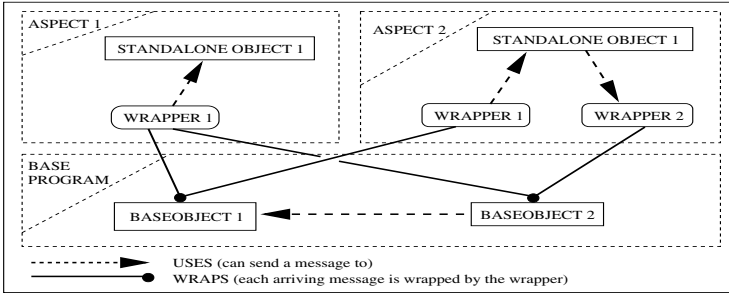 ASPECT 1
STANDALONE OBJECT 1
WRAPPER 1
ASPECT 2
STANDALONE OBJECT 1
WRAPPER 1
WRAPPER 2
BASE
PROGRAM
BASEOBJECT 1
BASEOBJECT 2
USES (can send a message to)
WRAPS (each arriving message is wrapped by the wrapper)